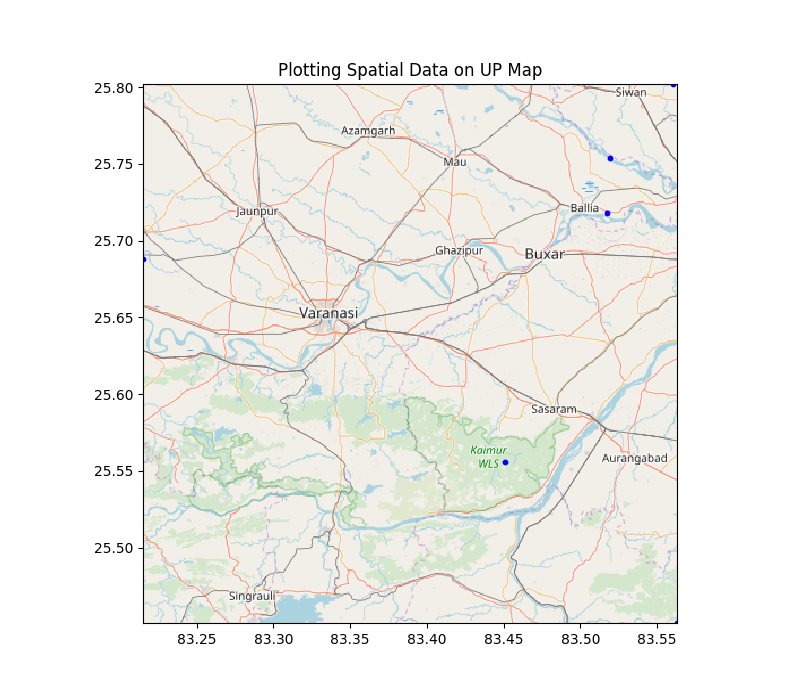 Plotting Spatial Data on UP Map
25.80
25.75
25.70
25.65
25.60
25.55
25.50
Siwan
Azamgarh
Mau
Jaunpur
Ballia
Ghazipur
Buxar
Varanasi
Sasaram
Kaimur
WLS
Aurangabad
Singrauli
83.25 83.30 83.35 83.40 83.45 83.50 83.55